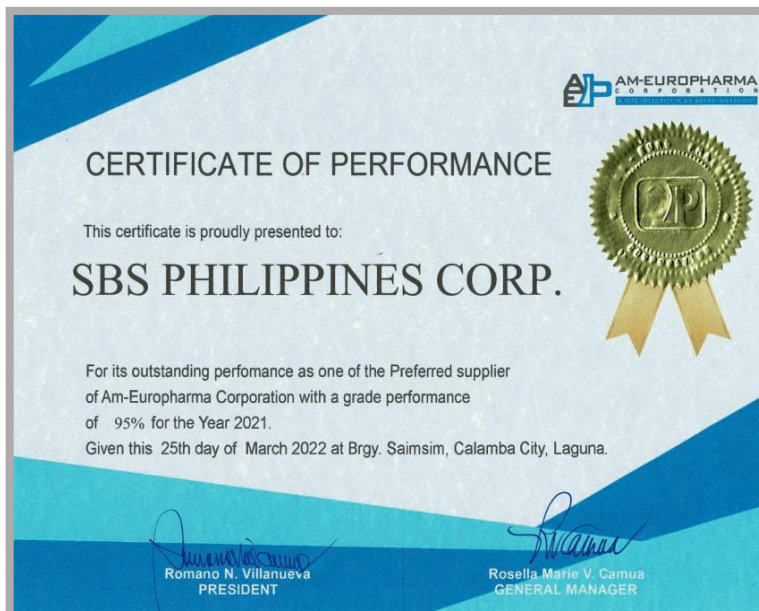 AM-EUROPHARMA
CORPORATION
CERTIFICATE OF PERFORMANCE
This certificate is proudly presented to:
SBS PHILIPPINES CORP.
For its outstanding perfomance as one of the Preferred supplier
of Am-Europharma Corporation with a grade performance
of 95% for the Year 2021.
Given this 25th day of March 2022 at Brgy. Saimsim, Calamba City, Laguna.
Romano N. Villanueva
PRESIDENT
Rosella Marie V. Camua
GENERAL MANAGER